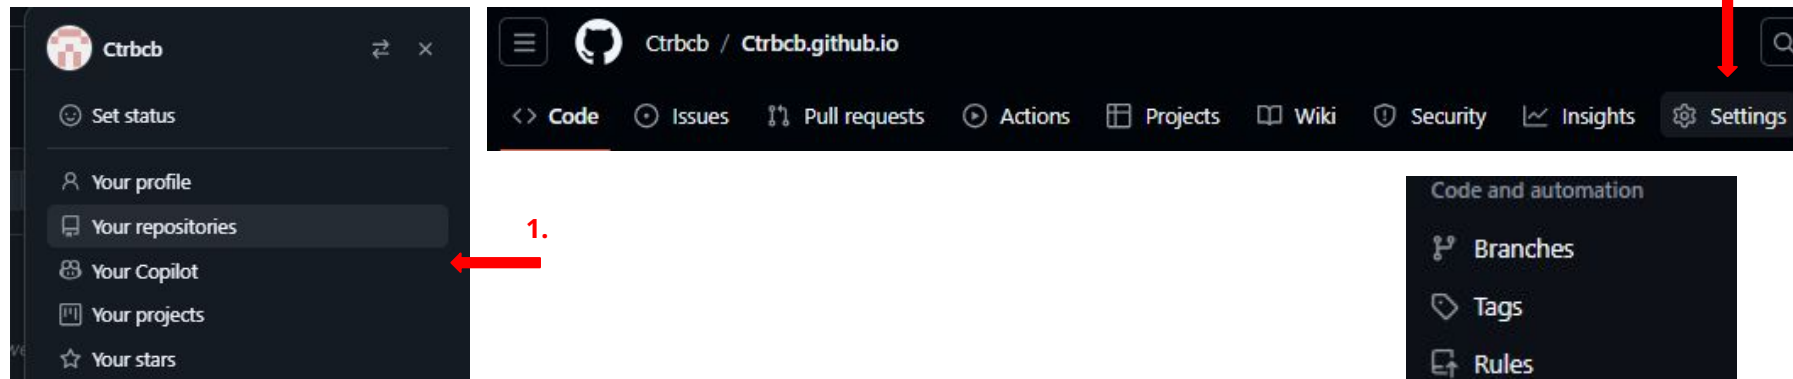 Ctrbcb
Set status
Your profile
Your repositories
Your Copilot
Your projects
Your stars
1.
Ctrbcb / Ctrbcb.github.io
<> Code Issues Pull requests Actions Projects Wiki Security Insights Settings
Code and automation
Branches
Tags
Rules